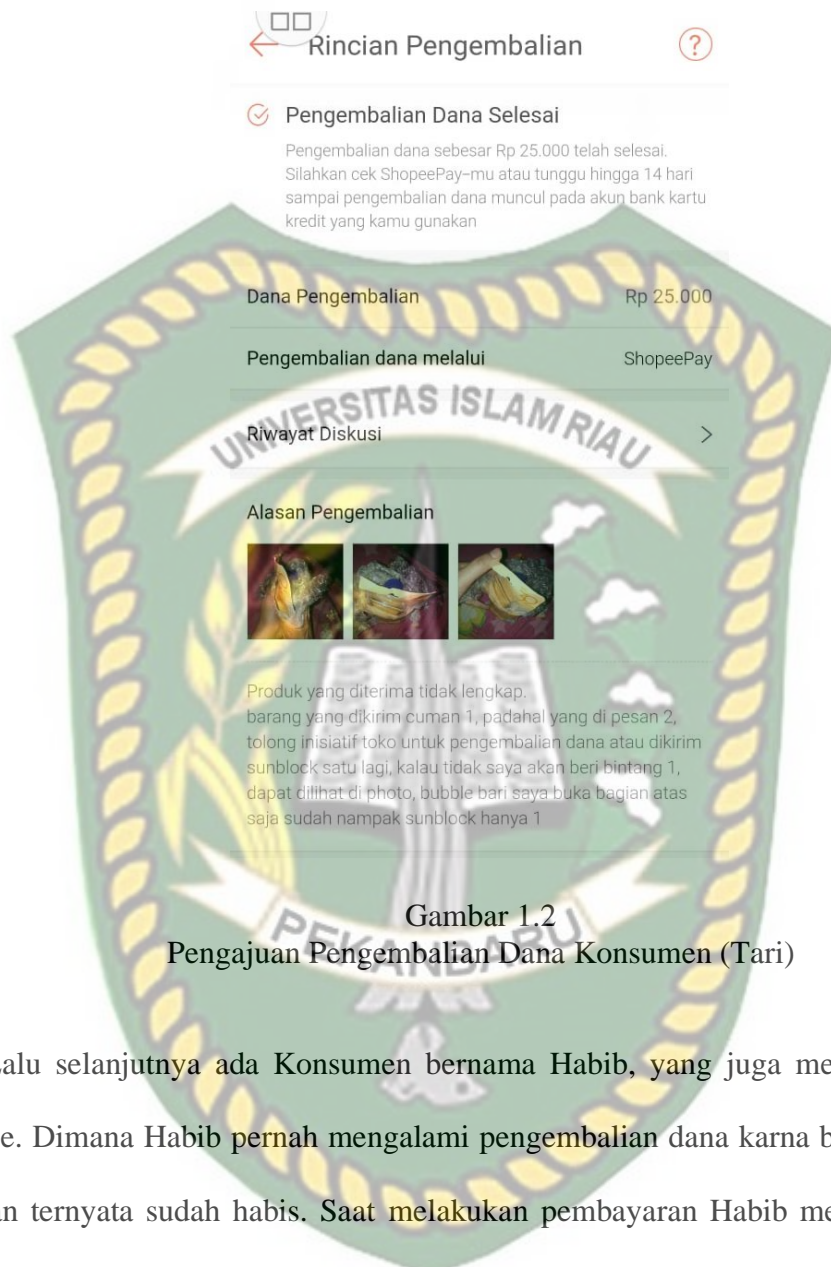 Rincian Pengembalian
?
Pengembalian Dana Selesai
Pengembalian dana sebesar Rp 25.000 telah selesai.
Silahkan cek ShopeePay-mu atau tunggu hingga 14 hari
sampai pengembalian dana muncul pada akun bank kartu
kredit yang kamu gunakan
Dana Pengembalian Rp 25.000
Pengembalian dana melalui ShopeePay
UNIVERSITAS ISLAM RIAU
Riwayat Diskusi >
Alasan Pengembalian
Produk yang diterima tidak lengkap.
barang yang dikirim cuman 1, padahal yang di pesan 2,
tolong inisiatif toko untuk pengembalian dana atau dikirim
sunblock satu lagi, kalau tidak saya akan beri bintang 1,
dapat dilihat di photo, bubble bari saya buka bagian atas
saja sudah nampak sunblock hanya 1
Gambar 1.2
PEKANBARU
Pengajuan Pengembalian Dana Konsumen (Tari)
alu selanjutnya ada Konsumen bernama Habib, yang juga me
e. Dimana Habib pernah mengalami pengembalian dana karna b
an ternyata sudah habis. Saat melakukan pembayaran Habib me